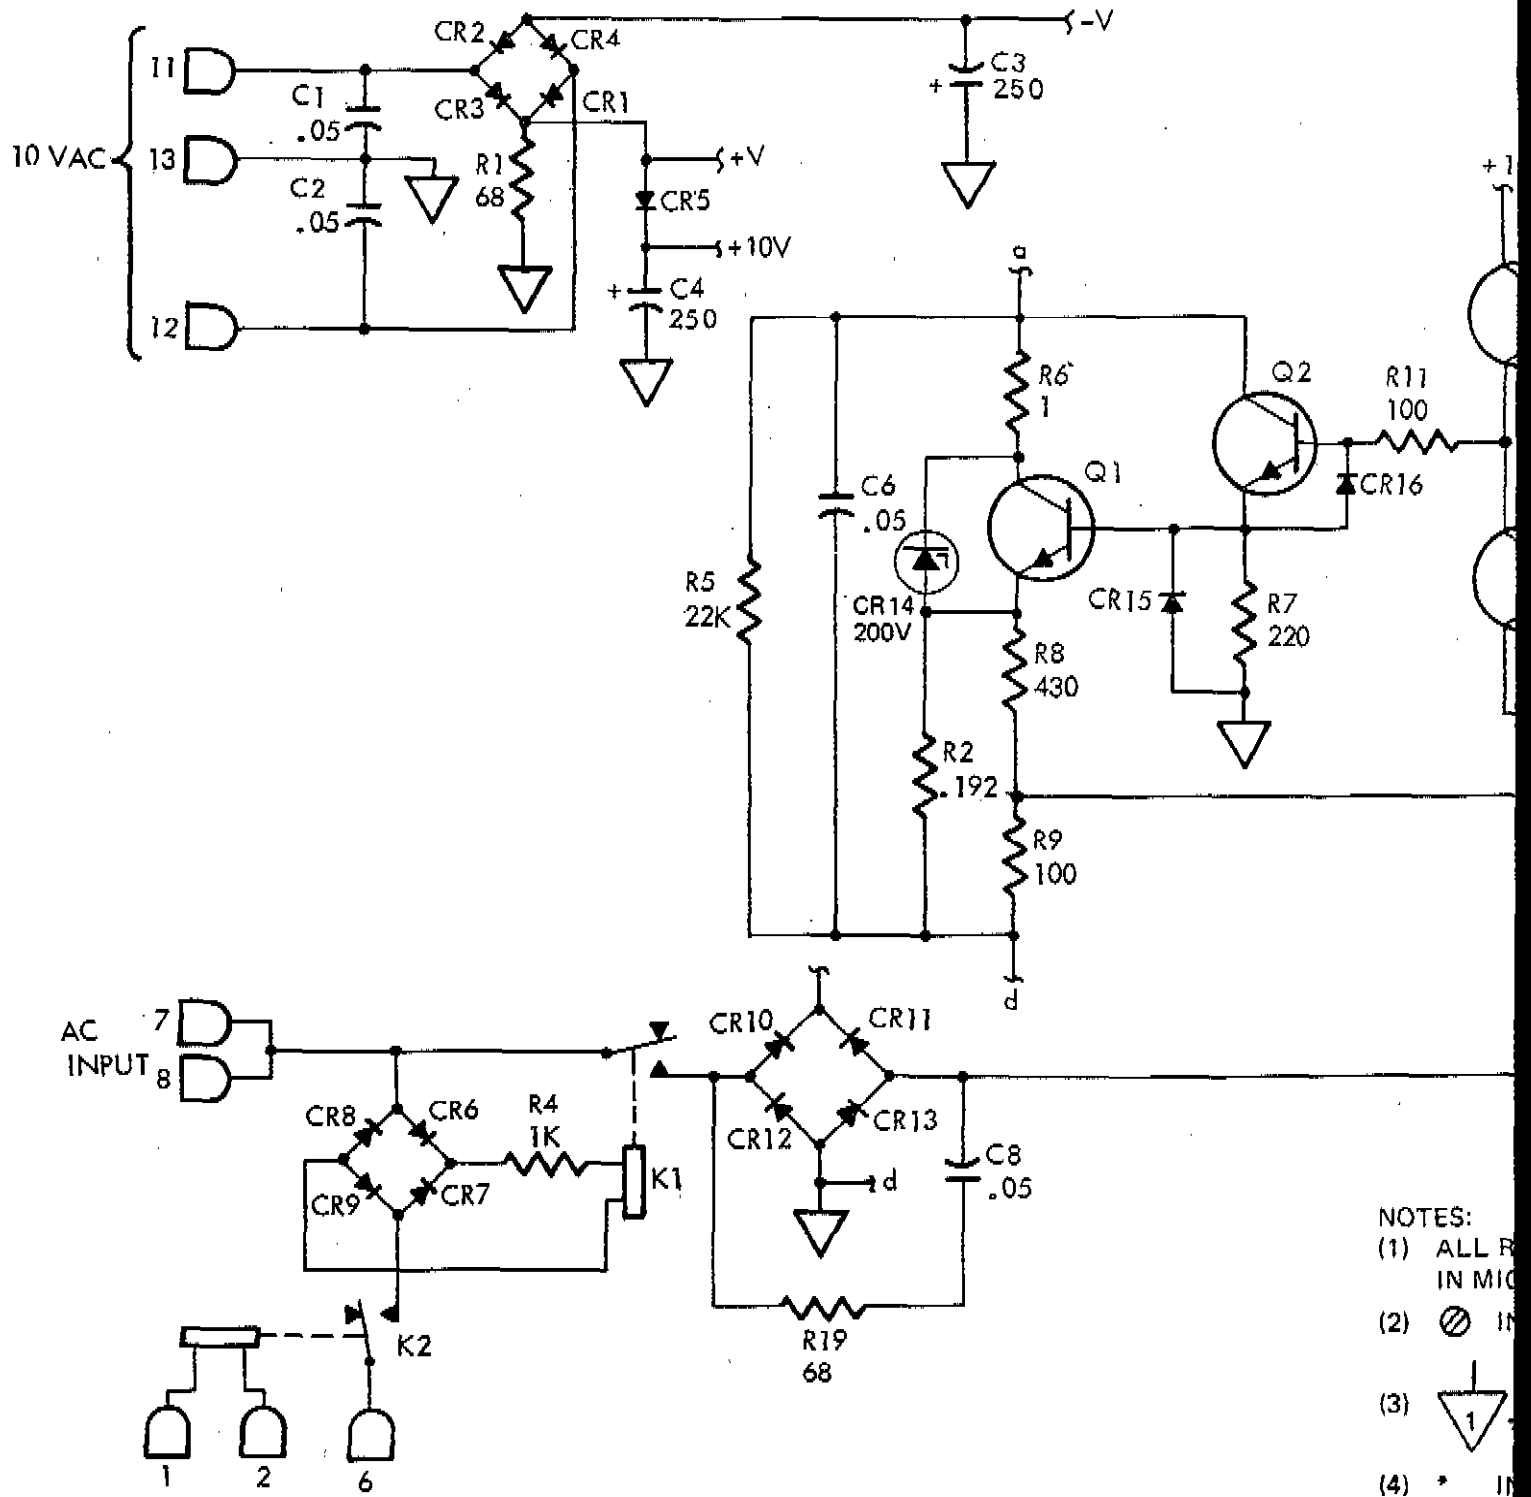 CR2
CR4
-V
11
C1
.05
CR3
CR1
C3
+ 250
10 VAC
13
R1
68
+V
C2
.05
CR5
+10V
12
+ C4
250
a
R6
1
Q2
R11
100
C6
.05
Q1
CR16
R5
22K
CR14
200V
CR15
R7
220
R8
430
R2
.192
R9
100
d
AC
INPUT
7
8
CR10
CR11
CR8
CR6
R4
1K
CR12
CR13
CR9
CR7
K1
d
C8
.05
K2
R19
68
1
2
6
NOTES:
(1) ALL
IN
(2)
(3) 1
(4) *